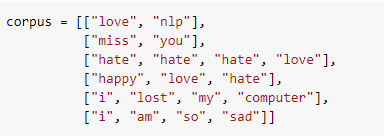 corpus = [["love", "nlp"],
["miss", "you"],
["hate", "hate", "hate", "love"],
["happy", "love", "hate"],
["i", "lost", "my", "computer"],
["i", "am", "so", "sad"]]